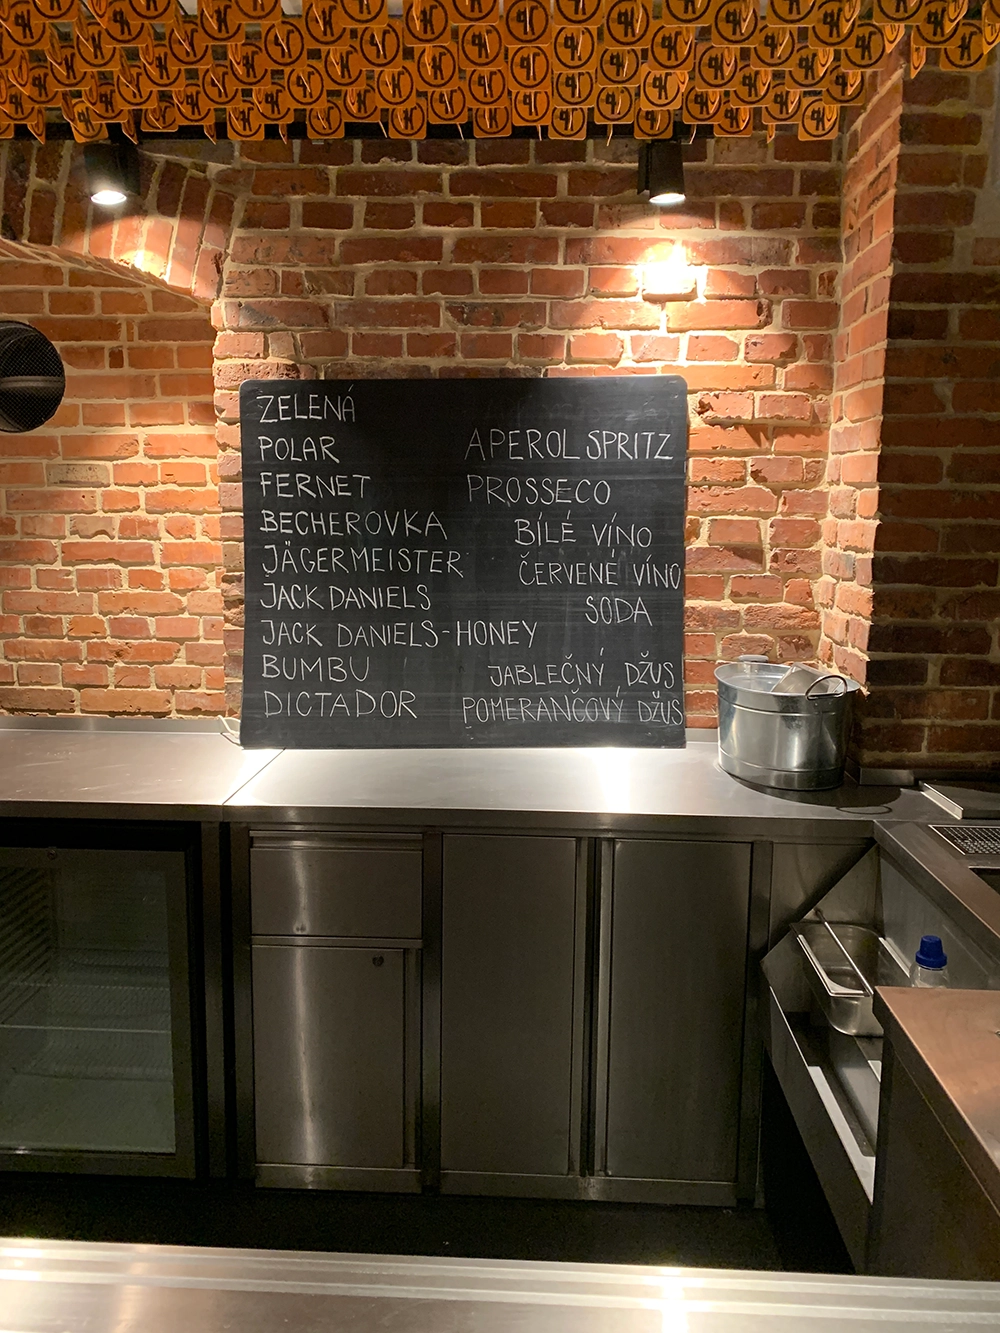 ZELENÁ
POLAR
FERNET
BECHEROVKA
JÄGERMEISTER
JACK DANIELS
JACK DANIELS-HONEY
BUMBU
DICTADOR
APEROL SPRITZ
PROSSECO
BÍLÉ VÍNO
ČERVENÉ VÍNO
SODA
JABLEČNÝ DŽUS
POMERANČOVÝ DŽUS